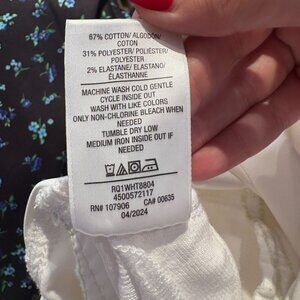 67% COTTON/ ALGODON/
COTON
31% POLYESTER/ POLIÉSTER/
POLYESTER
2% ELASTANE/ ELASTANO/
ÉLASTHANNE
MACHINE WASH COLD GENTLE
CYCLE INSIDE OUT
WASH WITH LIKE COLORS
ONLY NON-CHLORINE BLEACH WHEN
NEEDED
TUMBLE DRY LOW
MEDIUM IRON INSIDE OUT IF
NEEDED
RQ1WHT8804
4500572117
RN# 107906 CA# 00635
04/2024